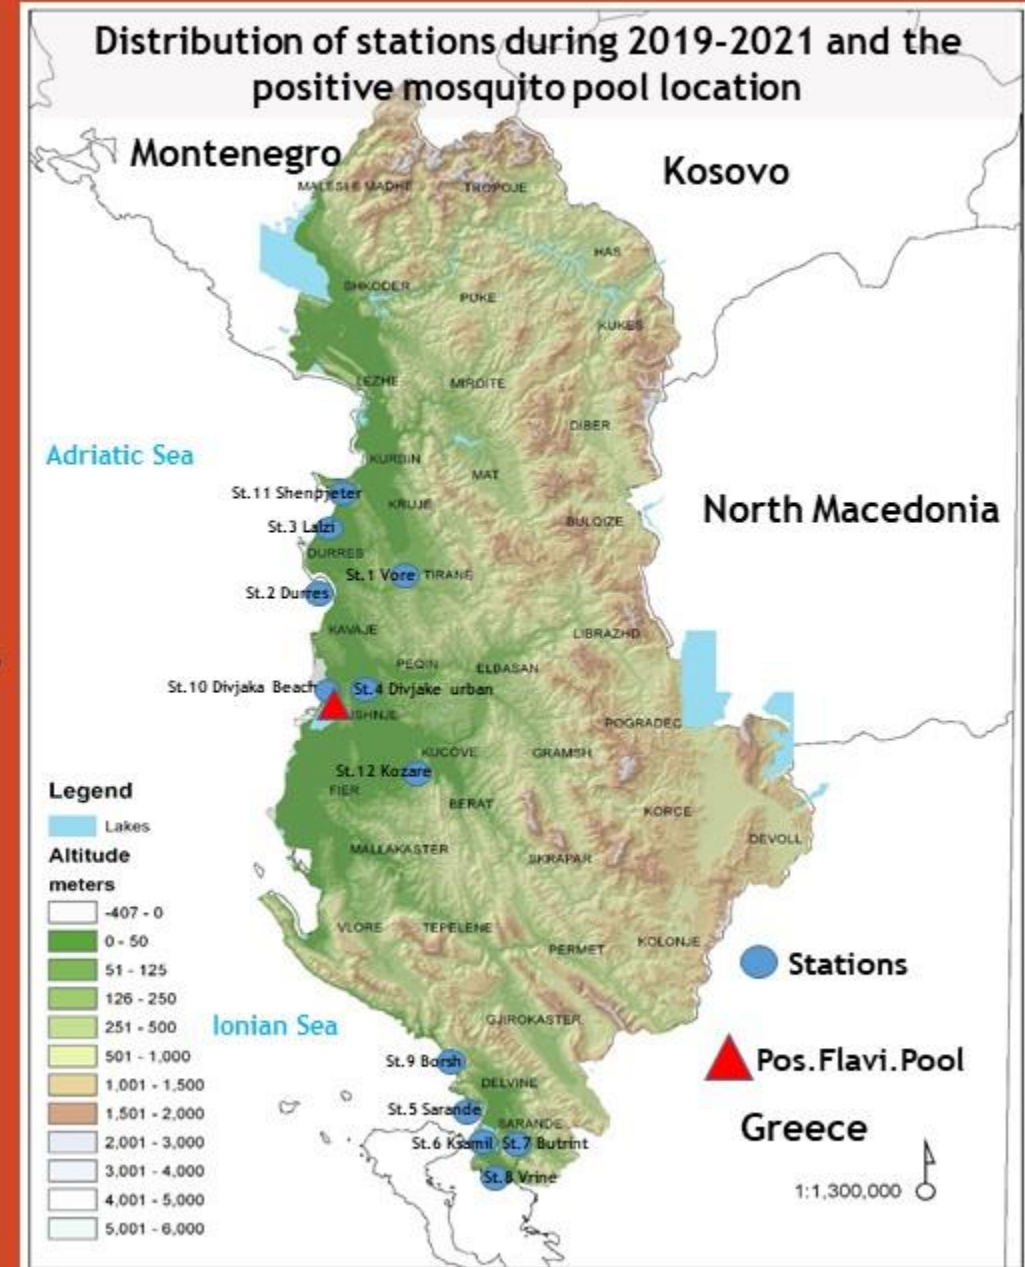 Distribution of stations during 2019-2021 and the
positive mosquito pool location
Montenegro
Kosovo
MALESI E MADHE
TROPOJE
HAS
SHKODER
PUKE
KUKES
LEZHE
MIRDITE
DIBER
Adriatic Sea
KURBIN
MAT
St.11 Shenpjeter
KRUJE
North Macedonia
St.3 Lalzi
BULQIZE
DURRES
St.1 Vore
TIRANE
St.2 Durres
KAVAJE
LIBRAZHD
PEQIN
ELBASAN
St.10 Divjaka Beach
St.4 Divjake urban
USHNJE
POGRADEC
KUCOVE
GRAMSH
St.12 Kozare
FIER
BERAT
KORCE
DEVOLL
MALLAKASTER
SKRAPAR
VLORE
TEPELENE
PERMET
KOLONJE
GJIROKASTER
Ionian Sea
St.9 Borsh
DELVINE
St.5 Sarande
SARANDE
St.6 Ksamil
St.7 Butrint
St.8 Vrine
Legend
Lakes
Altitude
meters
-407 - 0
0 - 50
51 - 125
126 - 250
251 - 500
501 - 1,000
1,001 - 1,500
1,501 - 2,000
2,001 - 3,000
3,001 - 4,000
4,001 - 5,000
5,001 - 6,000
Stations
Pos.Flavi.Pool
Greece
1:1,300,000